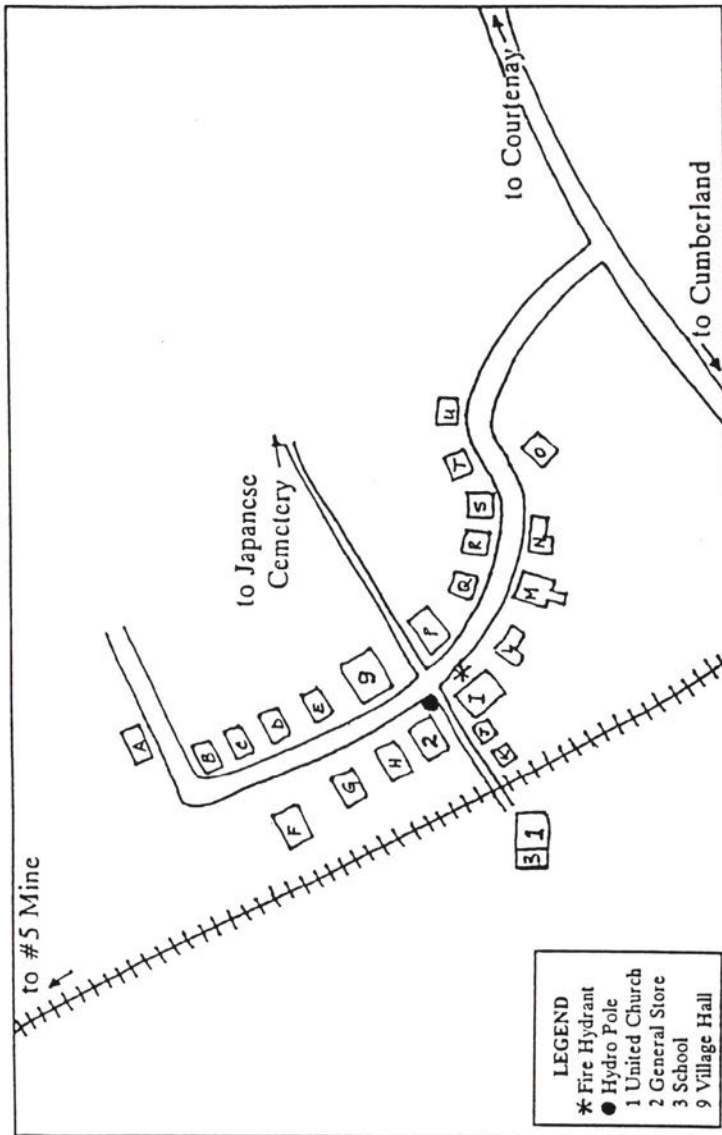 to #5 Mine
to Japanese
Cemetery
to Courtenay
to Cumberland
A
B
C
D
E
9
F
G
H
2
P
Q
R
S
T
U
I
J
K
L
M
N
O
3 1
LEGEND
* Fire Hydrant
● Hydro Pole
1 United Church
2 General Store
3 School
9 Village Hall